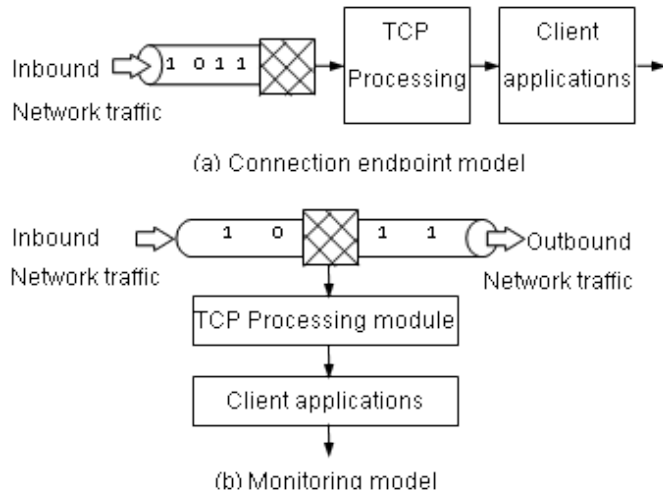 Inbound
Network traffic
1 0 1 1
TCP
Processing
Client
applications
(a) Connection endpoint model
Inbound
Network traffic
1 0 1 1
Outbound
Network traffic
TCP Processing module
Client applications
(b) Monitoring model